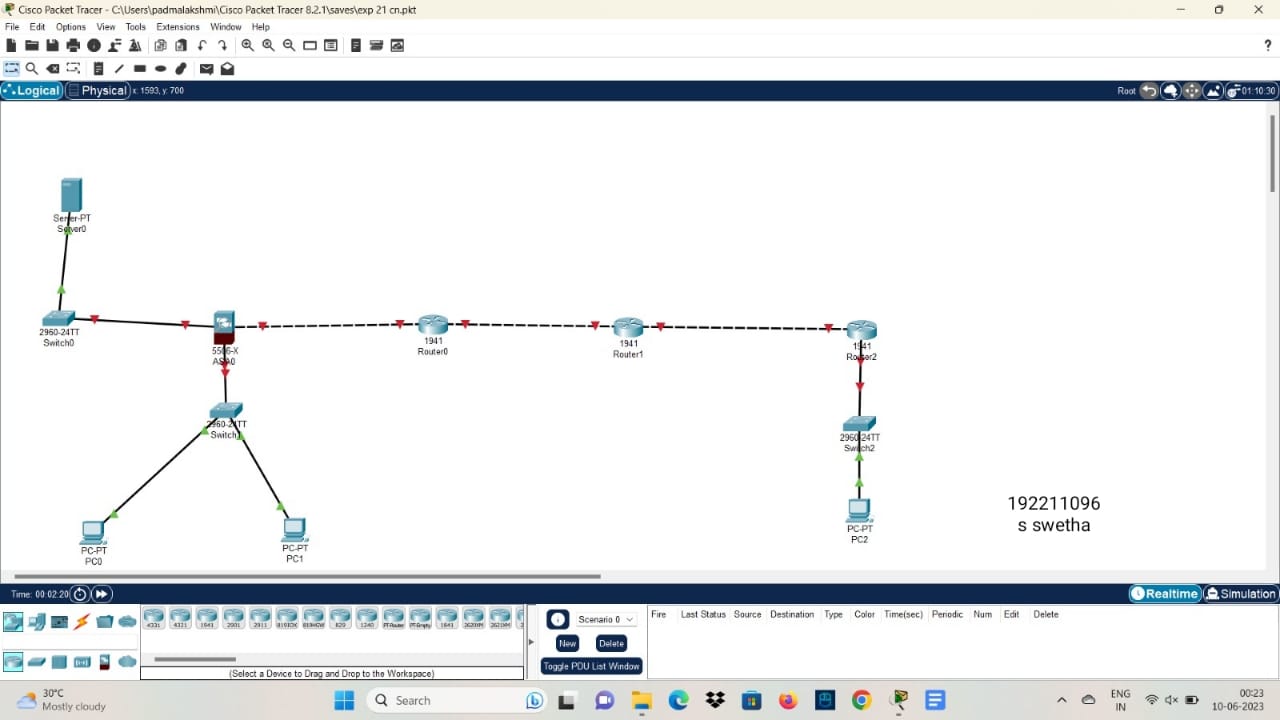 Cisco Packet Tracer - C:\Users\padmalakshmi\Cisco Packet Tracer 8.2.1\saves\exp 21 cn.pkt
File Edit Options View Tools Extensions Window Help
?
Logical Physical x: 1593, y: 700
Root 01:10:30
Server-PT
Server0
2960-24TT
Switch0
5506-X
ASA0
1941
Router0
1941
Router1
1941
Router2
2960-24TT
Switch
2960-24TT
Switch2
PC-PT
PC0
PC-PT
PC1
PC-PT
PC2
192211096
s swetha
Time: 00:02:20
Realtime Simulation
4331 4321 1941 2901 2911 819IOX 819HGW 829 1240 PT-Router PT-Empty 1841 2620XM 2621XM
(Select a Device to Drag and Drop to the Workspace)
Scenario 0
New Delete
Toggle PDU List Window
Fire Last Status Source Destination Type Color Time(sec) Periodic Num Edit Delete
30°C
Mostly cloudy
Search
ENG
IN
00:23
10-06-2023